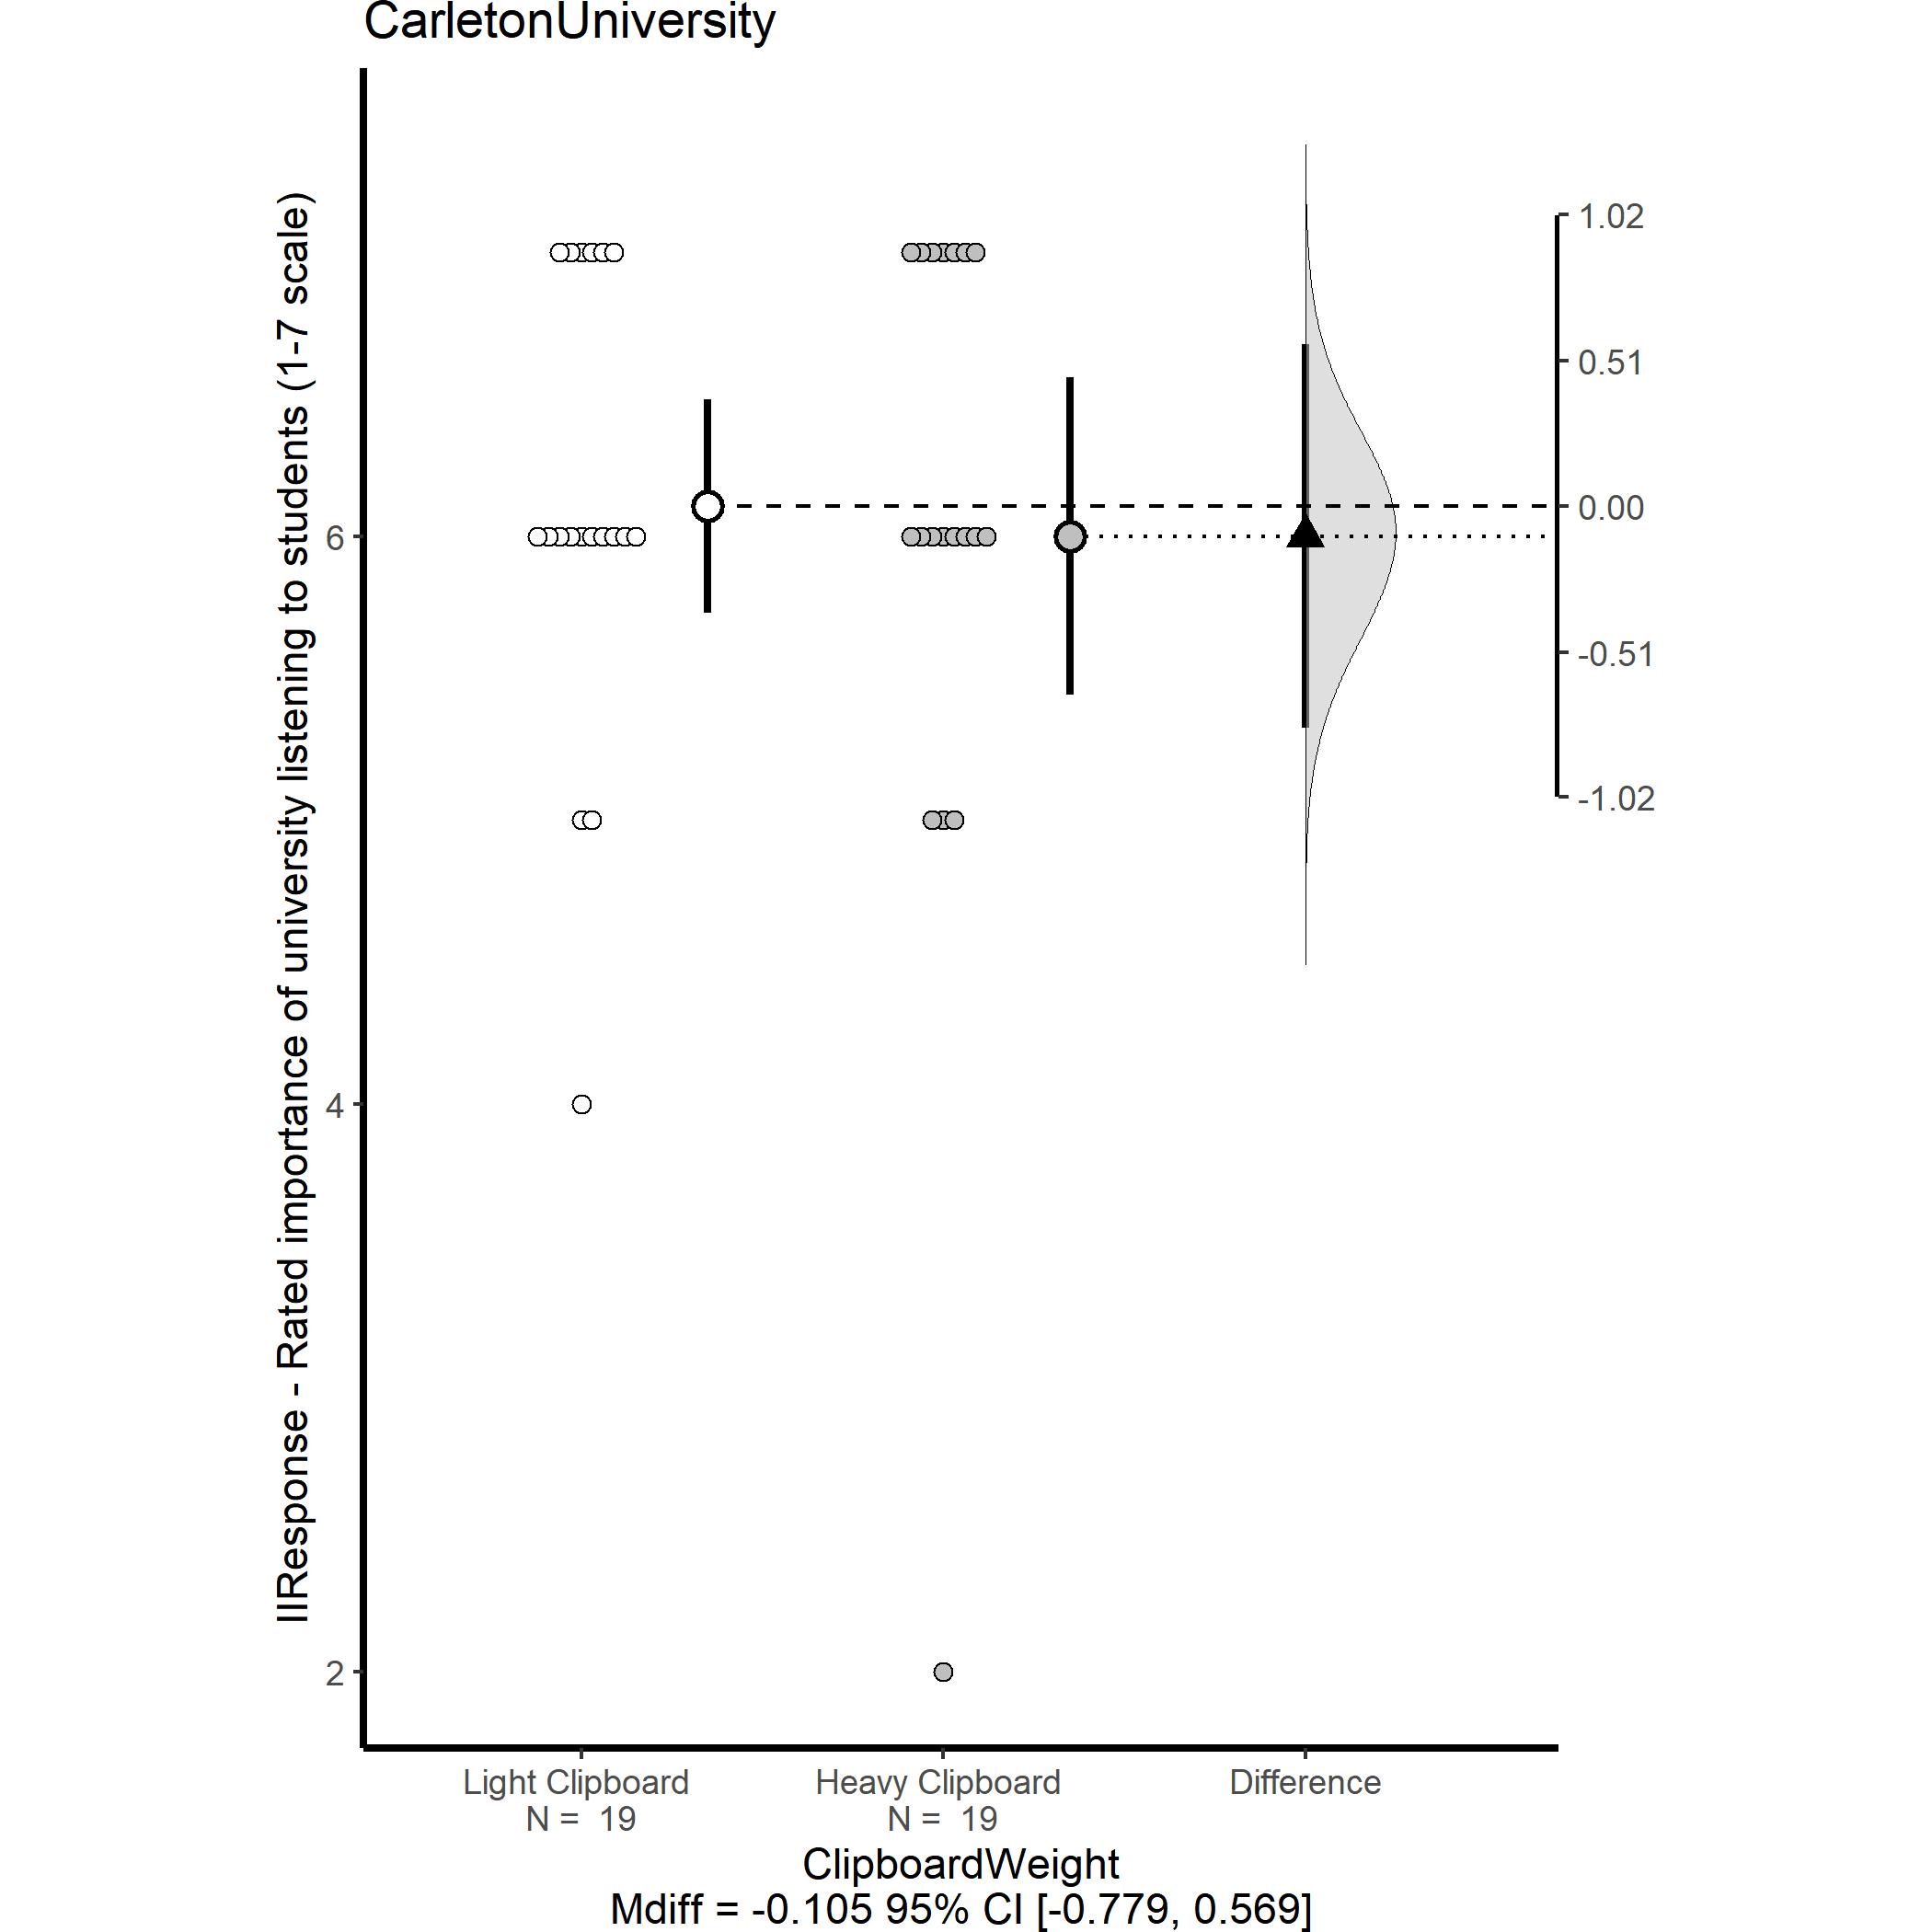 CarletonUniversity
IIResponse - Rated importance of university listening to students (1-7 scale)
6
4
2
1.02
0.51
0.00
-0.51
-1.02
Light Clipboard
N =  19
Heavy Clipboard
N =  19
Difference
ClipboardWeight
Mdiff = -0.105 95% CI [-0.779, 0.569]